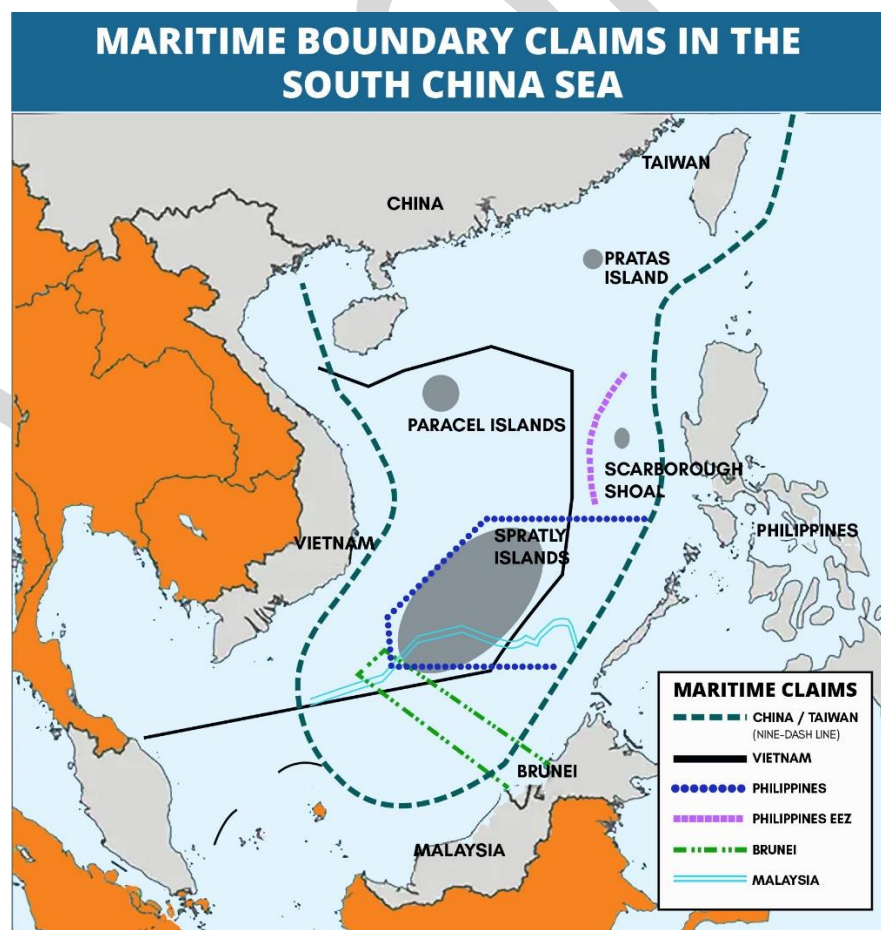 MARITIME BOUNDARY CLAIMS IN THE
SOUTH CHINA SEA
TAIWAN
CHINA
PRATAS
ISLAND
PARACEL ISLANDS
SCARBOROUGH
SHOAL
PHILIPPINES
VIETNAM
SPRATLY
ISLANDS
BRUNEI
MALAYSIA
MARITIME CLAIMS
CHINA / TAIWAN
(NINE-DASH LINE)
VIETNAM
PHILIPPINES
PHILIPPINES EEZ
BRUNEI
MALAYSIA